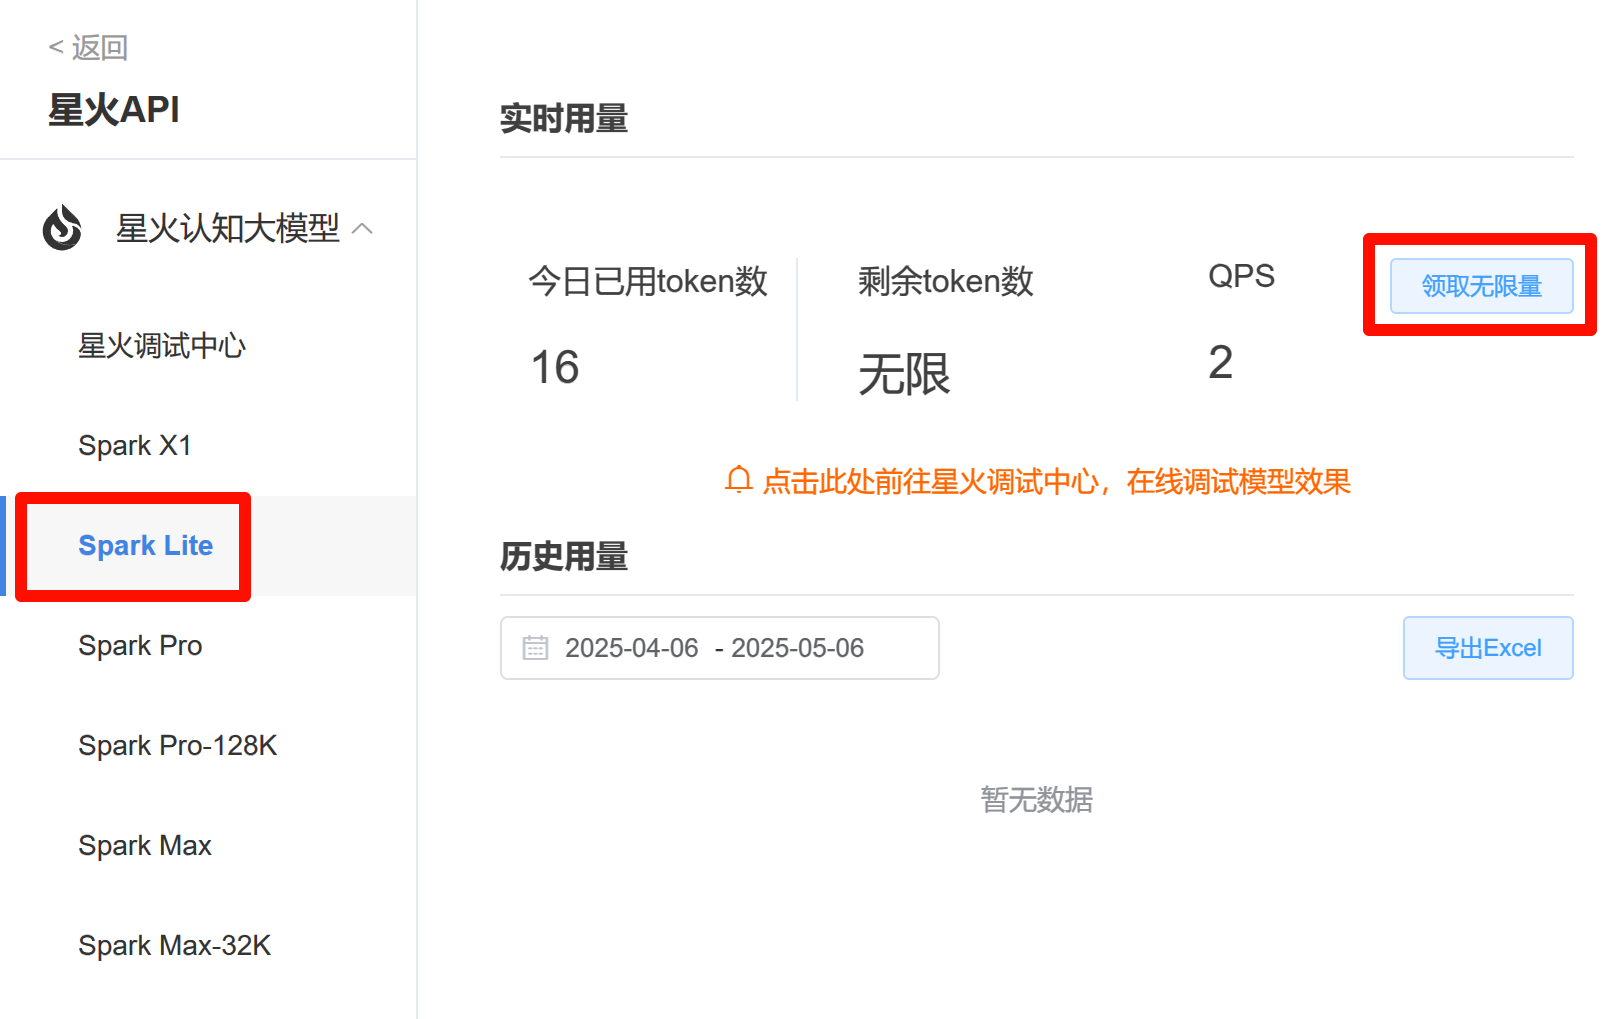 < 返回
星火API
星火认知大模型
星火调试中心
Spark X1
Spark Lite
Spark Pro
Spark Pro-128K
Spark Max
Spark Max-32K
实时用量
今日已用token数
16
剩余token数
无限
QPS
2
领取无限量
点击此处前往星火调试中心，在线调试模型效果
历史用量
2025-04-06 - 2025-05-06
导出Excel
暂无数据